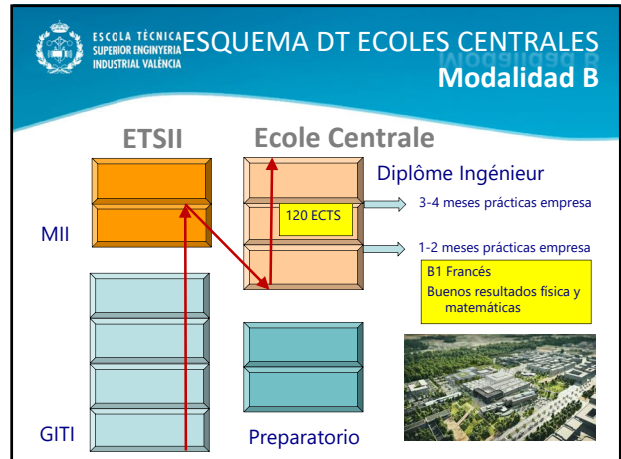 ESCOLA TÈCNICA
SUPERIOR ENGINYERIA
INDUSTRIAL VALÈNCIA
ESQUEMA DT ECOLES CENTRALES
Modalidad B
ETSII
Ecole Centrale
Diplôme Ingénieur
120 ECTS
3-4 meses prácticas empresa
MII
1-2 meses prácticas empresa
B1 Francés
Buenos resultados física y
matemáticas
GITI
Preparatorio